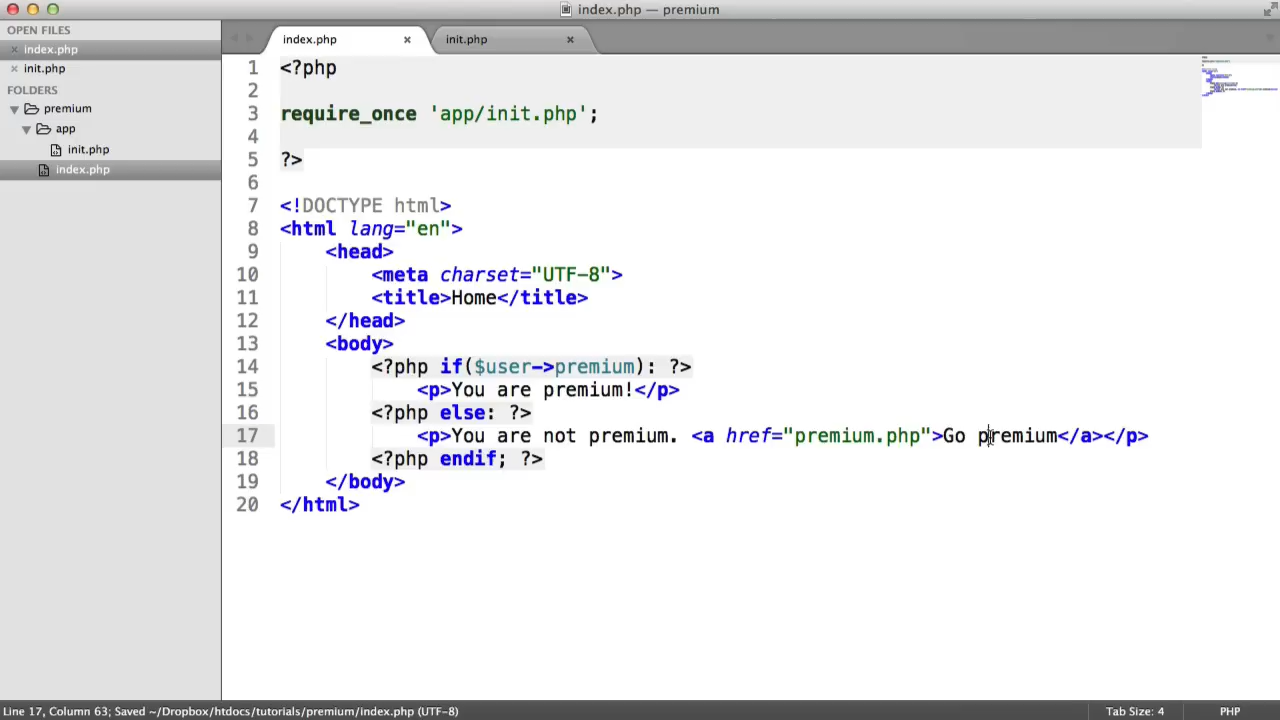 index.php — premium
OPEN FILES
index.php
init.php
FOLDERS
premium
app
init.php
index.php
index.php
init.php
1 <?php
2
3 require_once 'app/init.php';
4
5 ?>
6
7 <!DOCTYPE html>
8 <html lang="en">
9 <head>
10 <meta charset="UTF-8">
11 <title>Home</title>
12 </head>
13 <body>
14 <?php if($user->premium): ?>
15 <p>You are premium!</p>
16 <?php else: ?>
17 <p>You are not premium. <a href="premium.php">Go premium</a></p>
18 <?php endif; ?>
19 </body>
20 </html>
Line 17, Column 63; Saved ~/Dropbox/htdocs/tutorials/premium/index.php (UTF-8)
Tab Size: 4
PHP